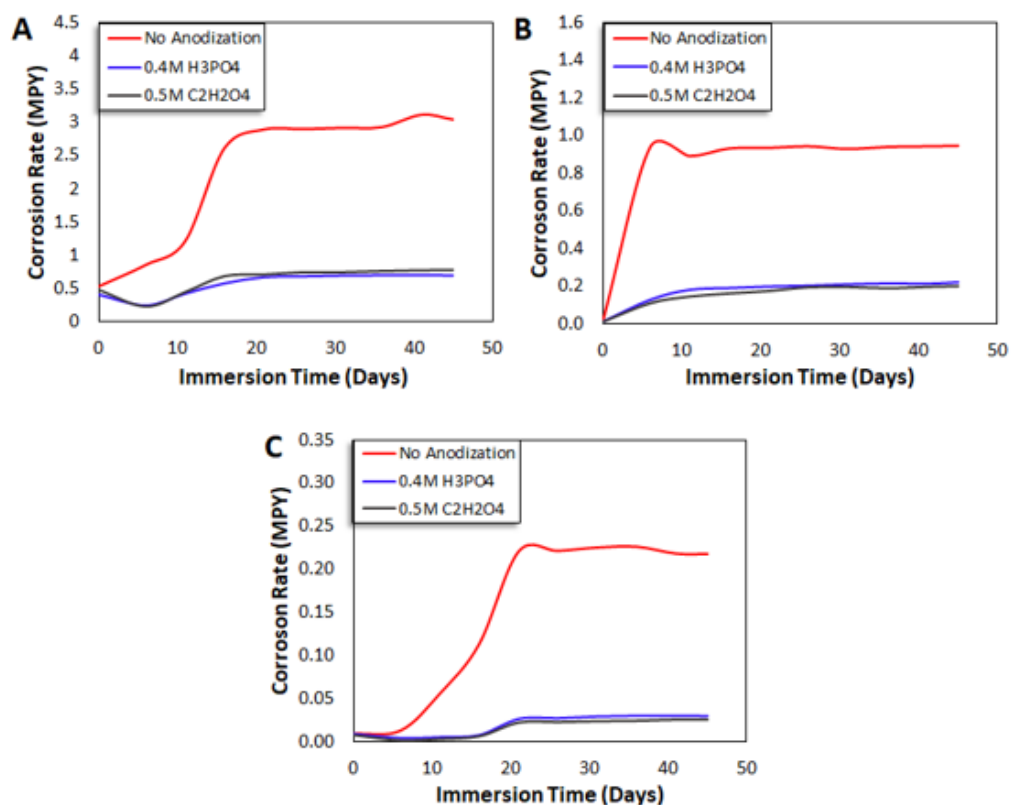 A
4.5
4
3.5
3
2.5
2
1.5
1
0.5
0
Corrosion Rate (MPY)
No Anodization
0.4M H3PO4
0.5M C2H2O4
0 10 20 30 40 50
Immersion Time (Days)
B
1.6
1.4
1.2
1.0
0.8
0.6
0.4
0.2
0.0
Corroson Rate (MPY)
No Anodization
0.4M H3PO4
0.5M C2H2O4
0 10 20 30 40 50
Immersion Time (Days)
C
0.35
0.30
0.25
0.20
0.15
0.10
0.05
0.00
Corroson Rate (MPY)
No Anodization
0.4M H3PO4
0.5M C2H2O4
0 10 20 30 40 50
Immersion Time (Days)